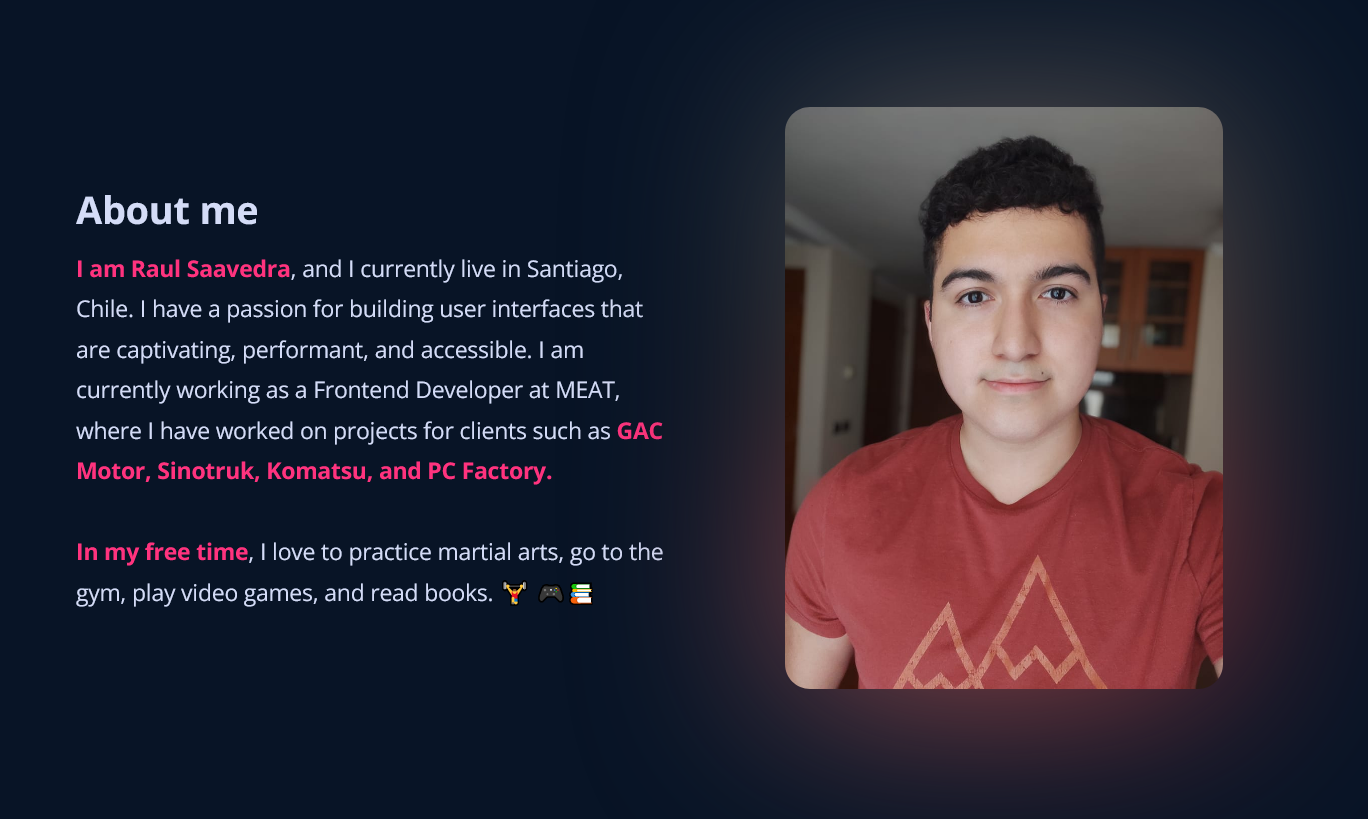 About me
I am Raul Saavedra, and I currently live in Santiago,
Chile. I have a passion for building user interfaces that
are captivating, performant, and accessible. I am
currently working as a Frontend Developer at MEAT,
where I have worked on projects for clients such as GAC
Motor, Sinotruk, Komatsu, and PC Factory.
In my free time, I love to practice martial arts, go to the
gym, play video games, and read books. 🏋️ 🎮 📚